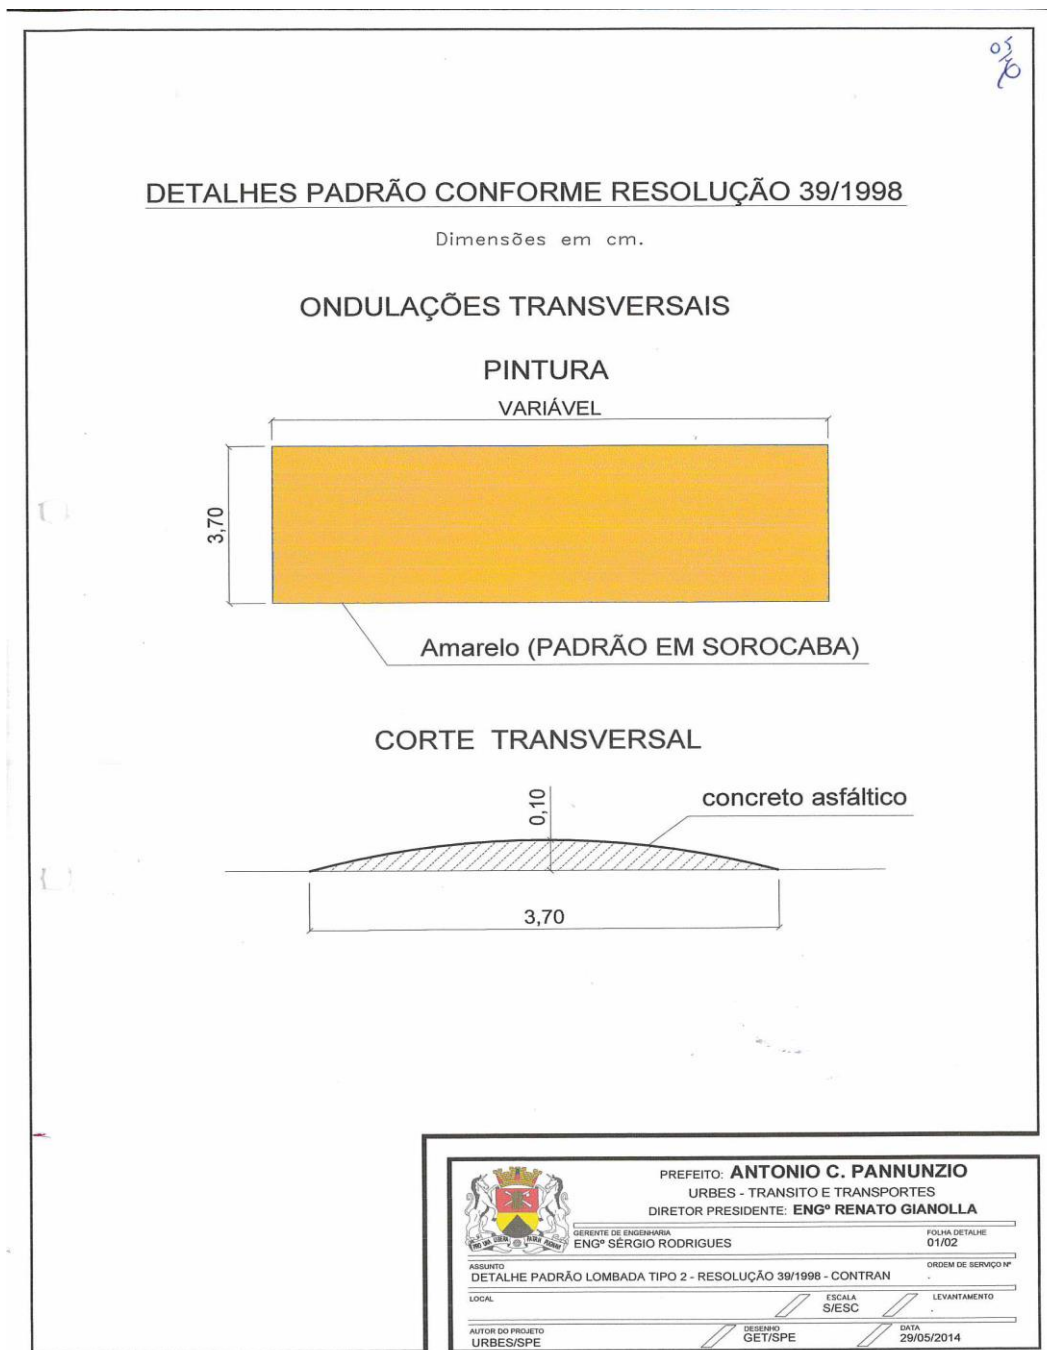 05
DETALHES PADRÃO CONFORME RESOLUÇÃO 39/1998
Dimensões em cm.
ONDULAÇÕES TRANSVERSAIS
PINTURA
VARIÁVEL
3,70
Amarelo (PADRÃO EM SOROCABA)
CORTE TRANSVERSAL
0,10
concreto asfáltico
3,70
PREFEITO: ANTONIO C. PANNUNZIO
URBES - TRANSITO E TRANSPORTES
DIRETOR PRESIDENTE: ENGº RENATO GIANOLLA
GERENTE DE ENGENHARIA
ENGº SÉRGIO RODRIGUES
FOLHA DETALHE
01/02
ASSUNTO
DETALHE PADRÃO LOMBADA TIPO 2 - RESOLUÇÃO 39/1998 - CONTRAN
ORDEM DE SERVIÇO Nº
LOCAL
ESCALA
S/ESC
LEVANTAMENTO
AUTOR DO PROJETO
URBES/SPE
DESENHO
GET/SPE
DATA
29/05/2014